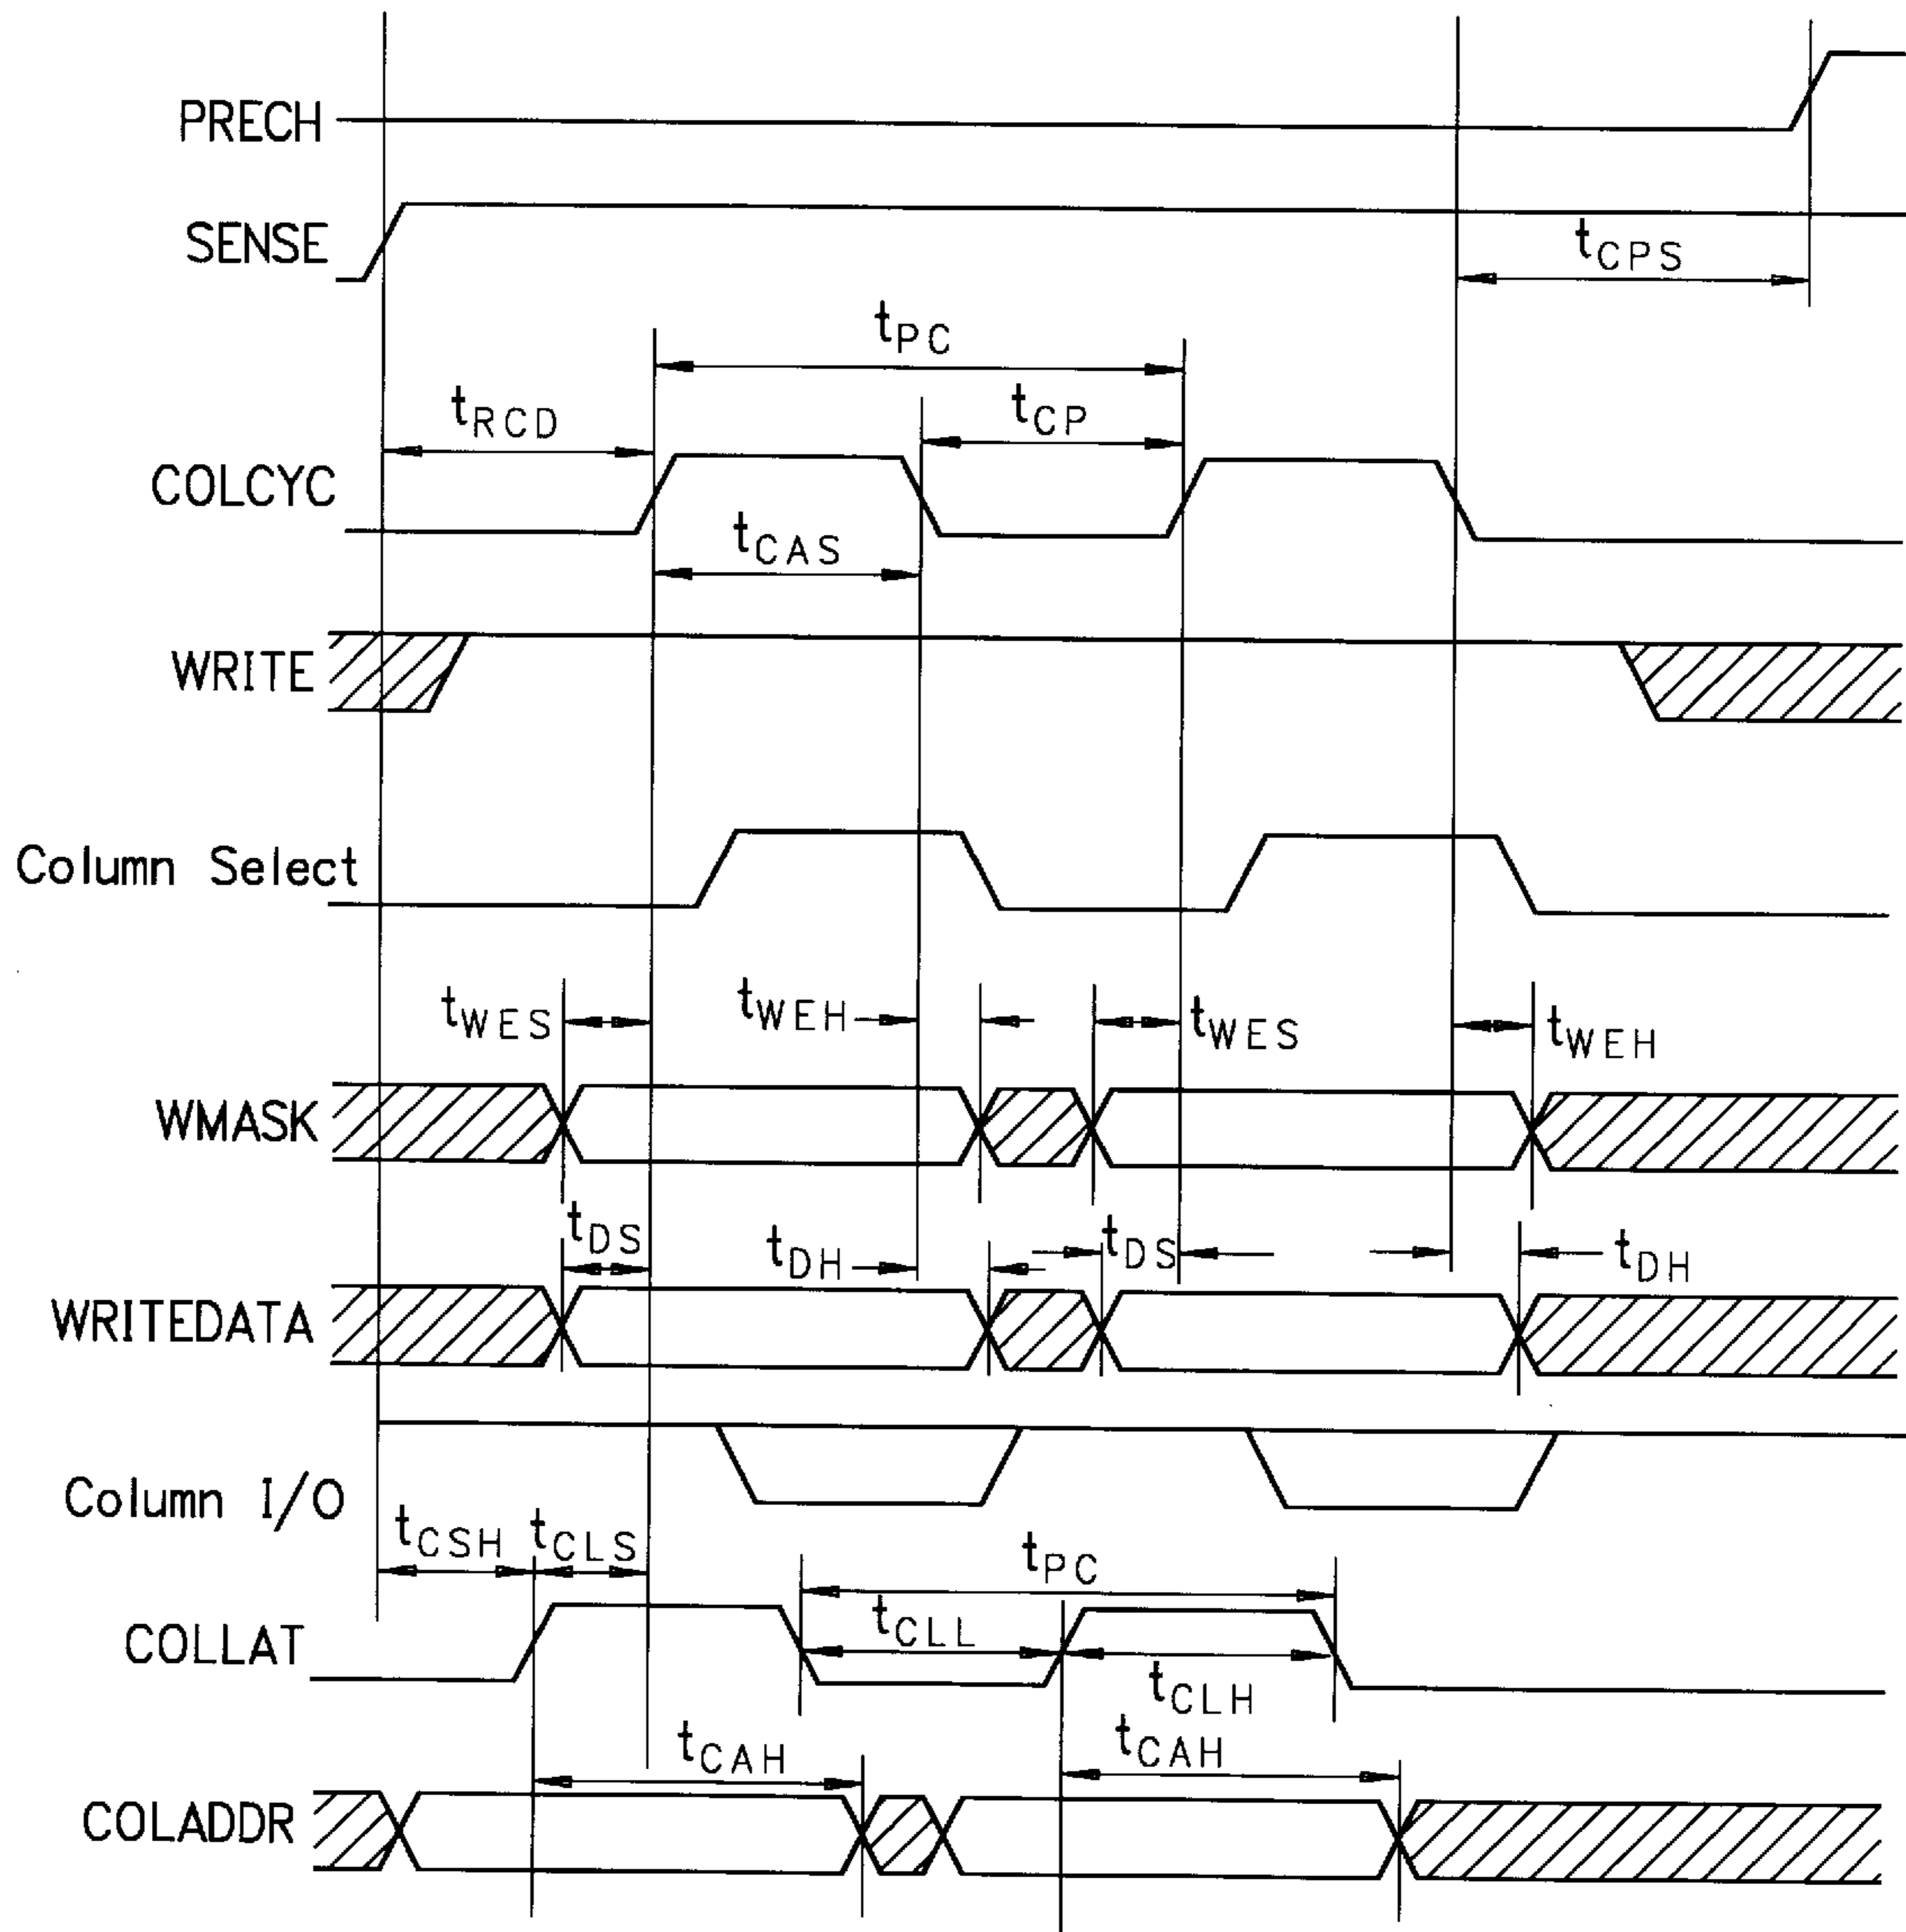 PRECH
SENSE
tCPS
tPC
tRCD
tCP
COLCYC
tCAS
WRITE
Column Select
tWES
tWEH
tWES
tWEH
WMASK
tDS
tDH
tDS
tDH
WRITEDATA
Column I/O
tCSH
tCLS
tPC
COLLAT
tCLL
tCLH
tCAH
tCAH
COLADDR